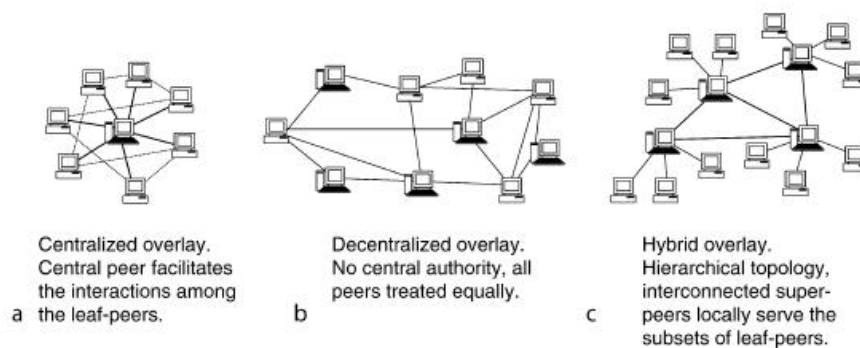 Centralized overlay.
Central peer facilitates
the interactions among
a the leaf-peers.
Decentralized overlay.
No central authority, all
peers treated equally.
b
Hybrid overlay.
Hierarchical topology,
interconnected super-
peers locally serve the
c subsets of leaf-peers.